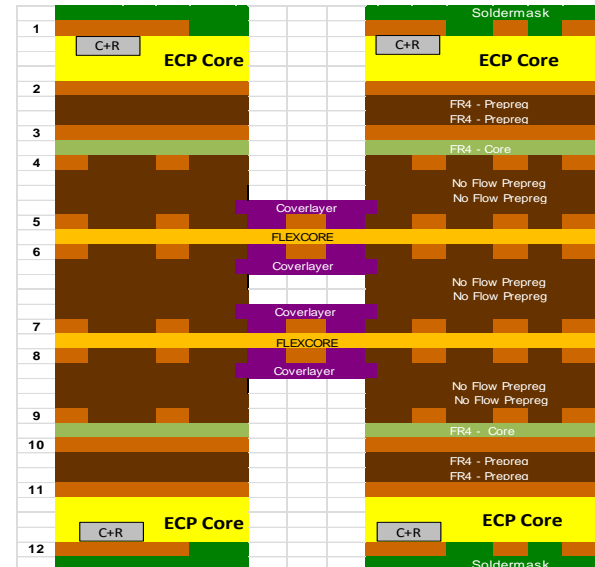 Soldermask
1
C+R
C+R
ECP Core
ECP Core
2
FR4 - Prepreg
FR4 - Prepreg
3
FR4 - Core
4
No Flow Prepreg
No Flow Prepreg
Coverlayer
5
FLEXCORE
6
Coverlayer
No Flow Prepreg
No Flow Prepreg
Coverlayer
7
FLEXCORE
8
Coverlayer
No Flow Prepreg
No Flow Prepreg
9
FR4 - Core
10
FR4 - Prepreg
FR4 - Prepreg
11
ECP Core
ECP Core
C+R
C+R
12
Soldermask